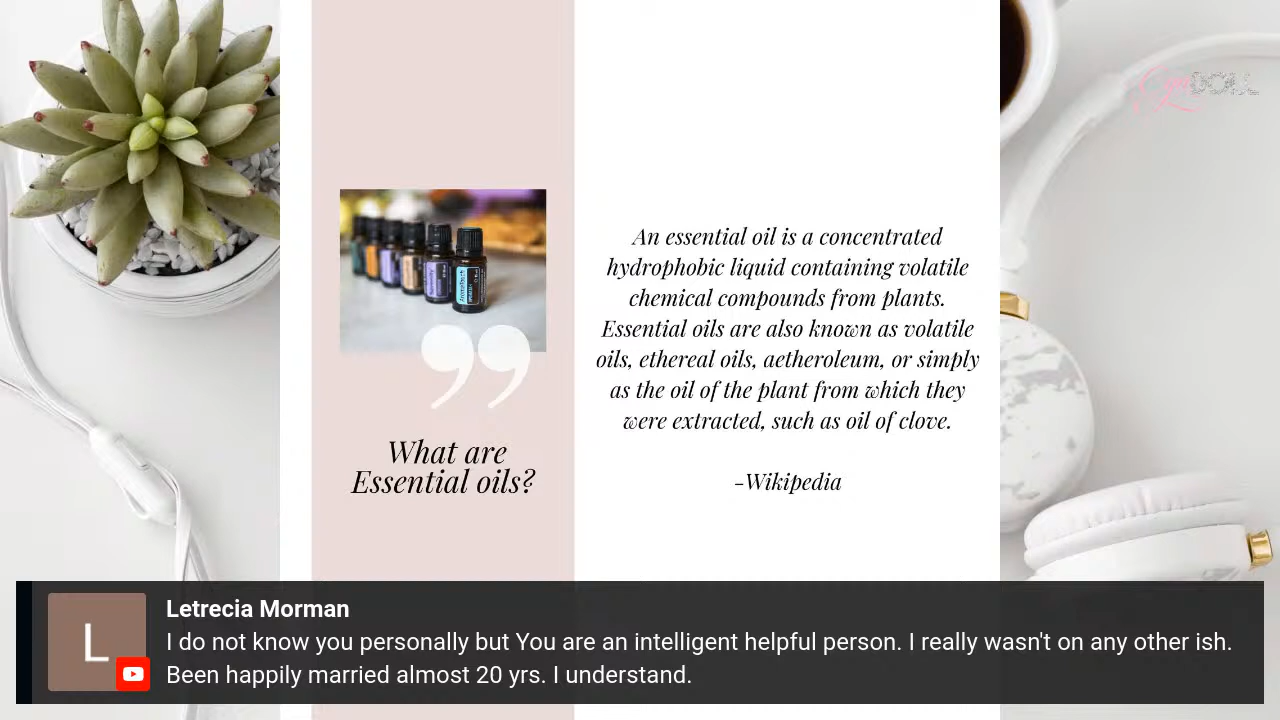 An essential oil is a concentrated
hydrophobic liquid containing volatile
chemical compounds from plants.
Essential oils are also known as volatile
oils, ethereal oils, aetheroleum, or simply
as the oil of the plant from which they
were extracted, such as oil of clove.
-Wikipedia
What are
Essential oils?
Letrecia Morman
I do not know you personally but You are an intelligent helpful person. I really wasn't on any other ish.
Been happily married almost 20 yrs. I understand.
L